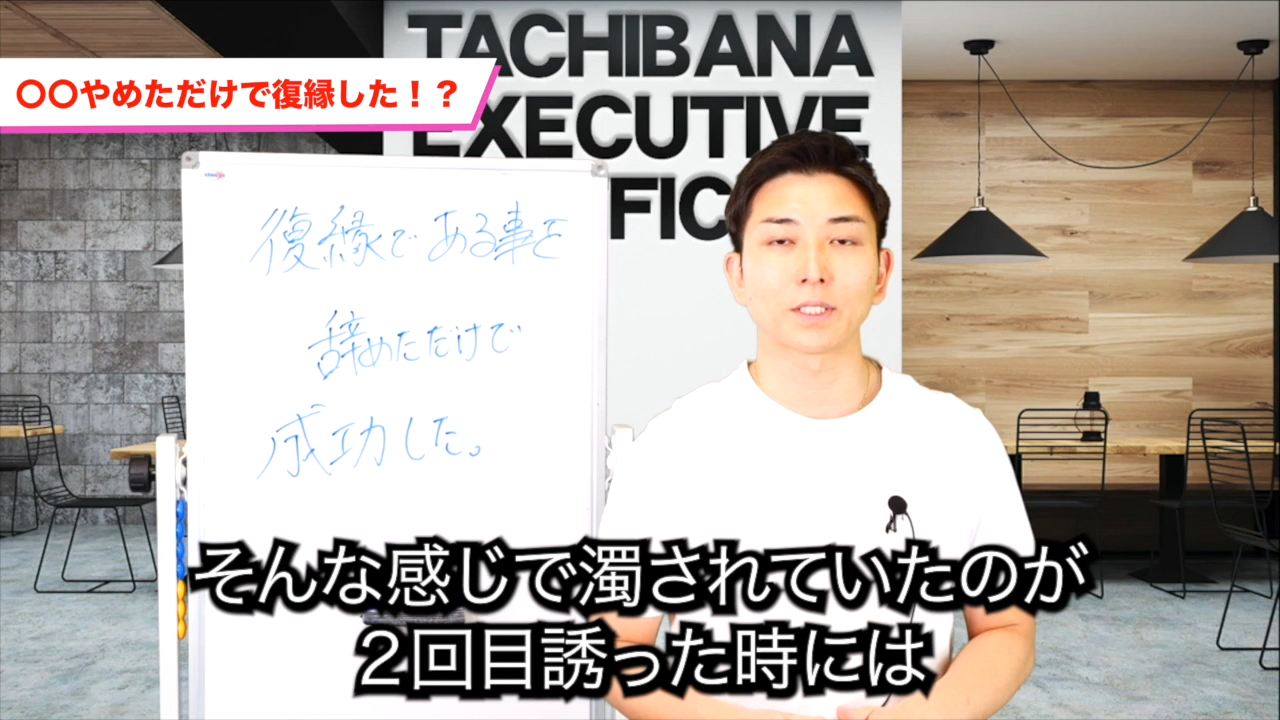 TACHIBANA
EXECUTIVE
FFIC
〇〇やめただけで復縁した！？
復縁である事を
辞めただけで
成功した。
そんな感じで濁されていたのが
2回目誘った時には